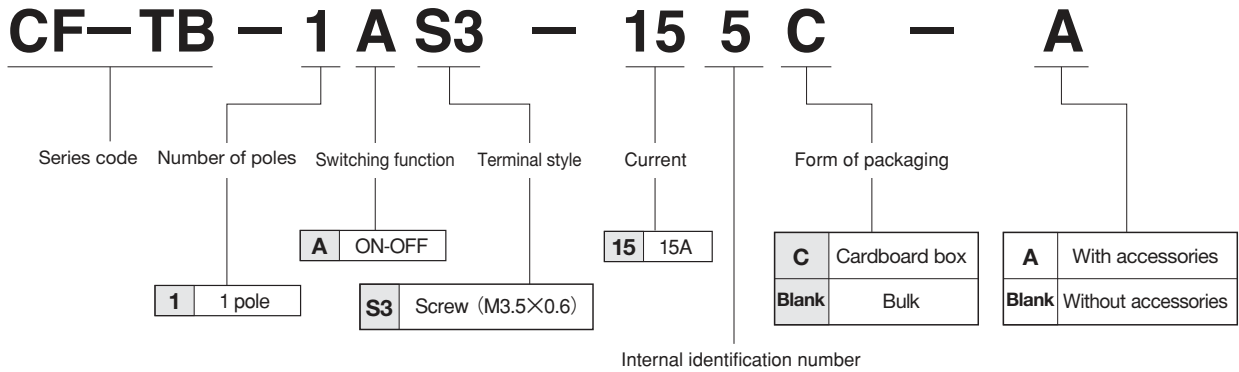 CF－TB － 1 A S3 － 15 5 C － A
Series code Number of poles Switching function Terminal style Current Form of packaging
A ON-OFF
15 15A
C Cardboard box
Blank Bulk
A With accessories
Blank Without accessories
1 1 pole
S3 Screw (M3.5×0.6)
Internal identification number